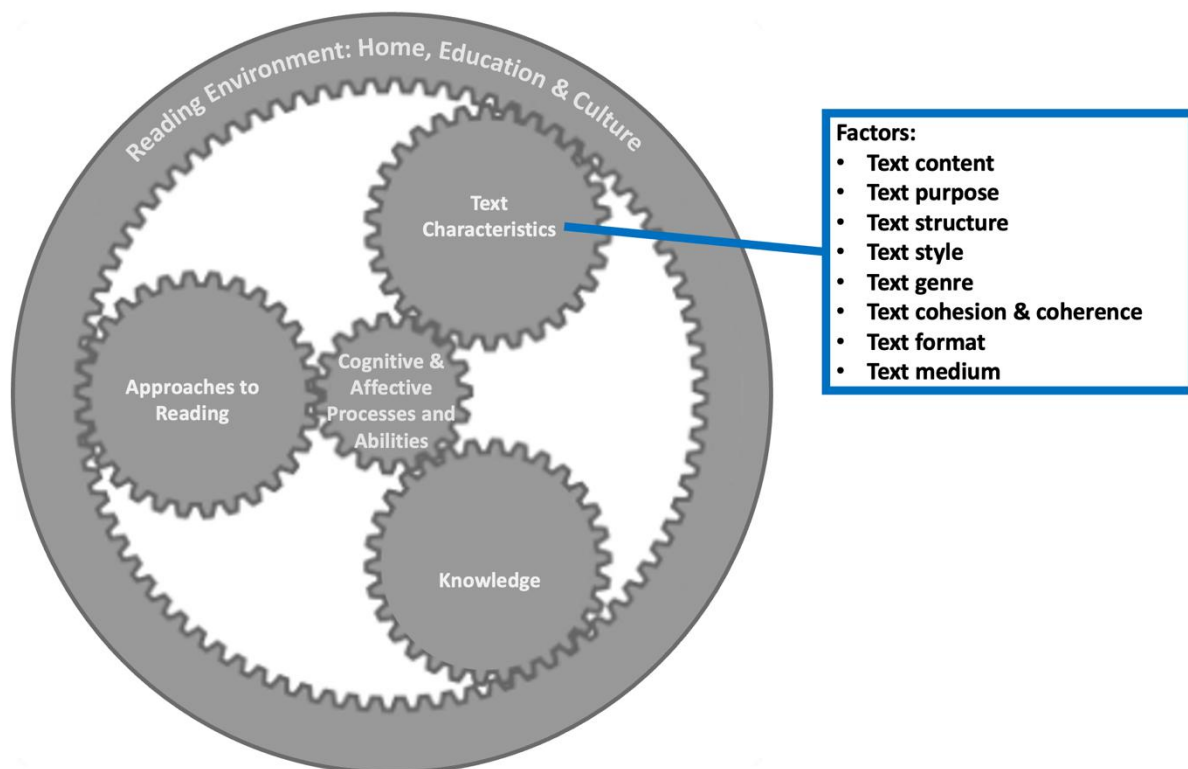 Reading Environment: Home, Education & Culture
Text
Characteristics
Approaches to
Reading
Cognitive &
Affective
Processes and
Abilities
Knowledge
Factors:
• Text content
• Text purpose
• Text structure
• Text style
• Text genre
• Text cohesion & coherence
• Text format
• Text medium